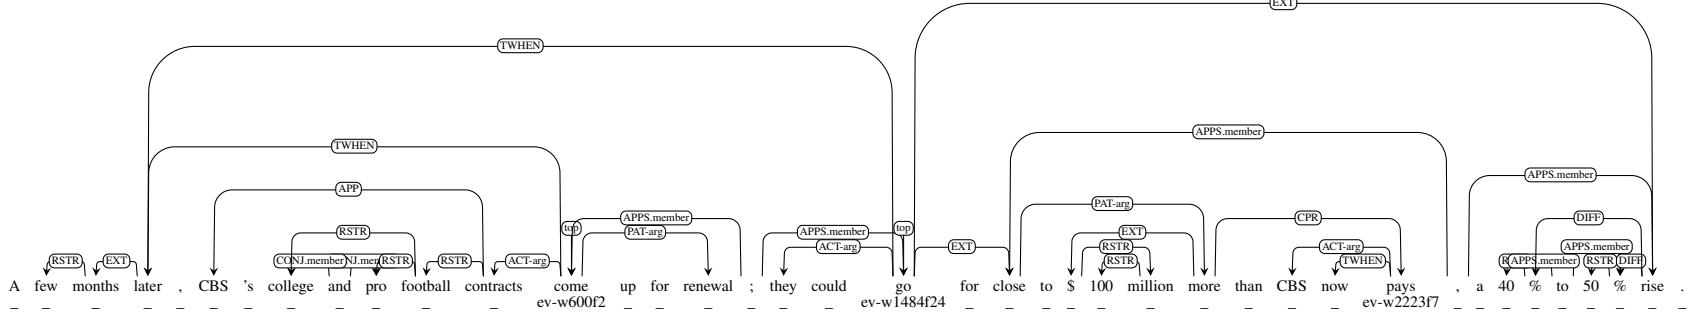 EXT
TWHEN
APPS.member
TWHEN
APPS.member
APP
PAT-arg
APPS.member CPR DIFF
RSTR top PAT-arg APPS.member top EXT
ACT-arg EXT RSTR ACT-arg APPS.member
RSTR EXT CONJ.member RSTR RSTR ACT-arg RSTR TWHEN APPS.member RSTR DIFF
A few months later , CBS 's college and pro football contracts come up for renewal ; they could go for close to $ 100 million more than CBS now pays , a 40 % to 50 % rise .
ev-w600f2 ev-w1484f24 ev-w2223f7
_ _ _ _ _ _ _ _ _ _ _ _ _ _ _ _ _ _ _ _ _ _ _ _ _ _ _ _ _ _ _ _ _ _ _ _